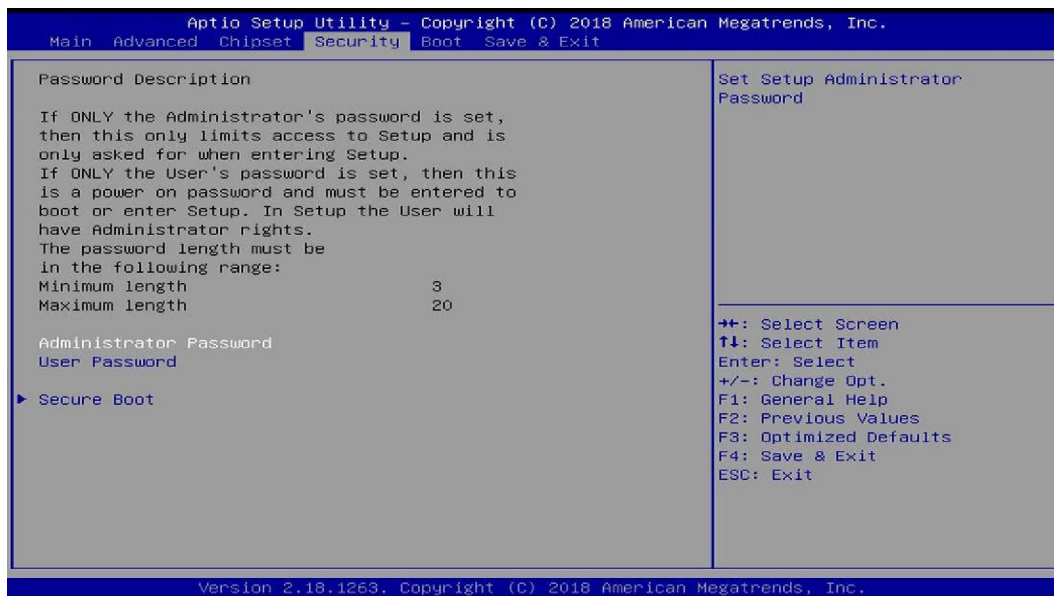 Aptio Setup Utility – Copyright (C) 2018 American Megatrends, Inc.
Main Advanced Chipset Security Boot Save & Exit
Password Description
If ONLY the Administrator's password is set,
then this only limits access to Setup and is
only asked for when entering Setup.
If ONLY the User's password is set, then this
is a power on password and must be entered to
boot or enter Setup. In Setup the User will
have Administrator rights.
The password length must be
in the following range:
Minimum length 3
Maximum length 20
Administrator Password
User Password
▶ Secure Boot
Set Setup Administrator
Password
→←: Select Screen
↑↓: Select Item
Enter: Select
+/-: Change Opt.
F1: General Help
F2: Previous Values
F3: Optimized Defaults
F4: Save & Exit
ESC: Exit
Version 2.18.1263. Copyright (C) 2018 American Megatrends, Inc.